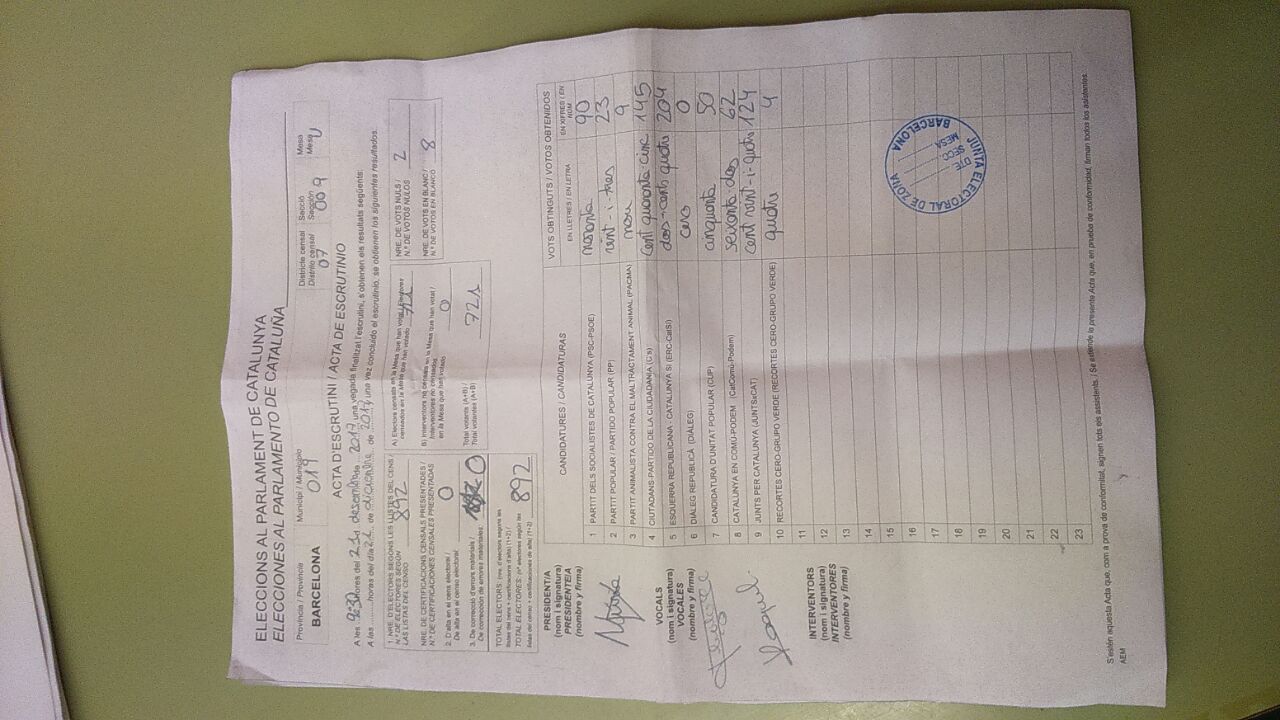 ELECCIONS AL PARLAMENT DE CATALUNYA
ELECCIONES AL PARLAMENTO DE CATALUÑA
Província / Provincia
BARCELONA
Municipi / Municipio
019
Districte censal
Distrito censal
07
Secció
Sección
009
Mesa
Mesa
U
ACTA D'ESCRUTINI / ACTA DE ESCRUTINIO
A les 9:30 hores del 21 de desembre de 2017 una vegada finalitzat l'escrutini, s'obtenen els resultats següents:
A las ........ horas del día 21 de diciembre de 2017 una vez concluido el escrutinio, se obtienen los siguientes resultados.
1. NRE. D'ELECTORS SEGONS LES LLISTES DEL CENS /
N.º DE ELECTORES SEGÚN
LAS LISTAS DEL CENSO
892
NRE. DE CERTIFICACIONS CENSALS PRESENTADES /
N.º DE CERTIFICACIONES CENSALES PRESENTADAS
2. D'alta en el cens electoral /
De alta en el censo electoral
0
3. De correcció d'errors materials /
De corrección de errores materiales:
0
TOTAL ELECTORS: (nre. d'electors segons les
llistes del cens + certificacions d'alta) (1+2) /
TOTAL ELECTORES: (nº electores según las
listas del censo + certificaciones de alta) (1+2)
892
A) Electors censats en la Mesa que han votat / Electores
censados en la Mesa que han votado
721
B) Interventors no censats en la Mesa que han votat /
Interventores no censados
en la Mesa que han votado
0
Total votants (A+B) /
Total votantes (A+B)
721
NRE. DE VOTS NULS /
N.º DE VOTOS NULOS
2
NRE. DE VOTS EN BLANC /
N.º DE VOTOS EN BLANCO
8
PRESIDENTIA
(nom i signatura)
PRESIDENTE/A
(nombre y firma)
VOCALS
(nom i signatura)
VOCALES
(nombre y firma)
INTERVENTORS
(nom i signatura)
INTERVENTORES
(nombre y firma)
CANDIDATURES / CANDIDATURAS
VOTS OBTINGUTS / VOTOS OBTENIDOS
EN LLETRES / EN LETRA
EN XIFRES / EN NÚM
1 PARTIT DELS SOCIALISTES DE CATALUNYA (PSC-PSOE) noranta 90
2 PARTIT POPULAR / PARTIDO POPULAR (PP) vint-i-tres 23
3 PARTIT ANIMALISTA CONTRA EL MALTRACTAMENT ANIMAL (PACMA) nou 9
4 CIUTADANS-PARTIDO DE LA CIUDADANÍA (C's) cent quaranta cinc 145
5 ESQUERRA REPUBLICANA - CATALUNYA SÍ (ERC-CatSí) dos-cents quatre 204
6 DIÀLEG REPUBLICÀ (DIÀLEG) cero 0
7 CANDIDATURA D'UNITAT POPULAR (CUP) cinquanta 50
8 CATALUNYA EN COMÚ-PODEM (CatComú-Podem) seixanta-dos 62
9 JUNTS PER CATALUNYA (JUNTSxCAT) cent vint-i-quatre 124
10 RECORTES CERO-GRUPO VERDE (RECORTES CERO-GRUPO VERDE) quatre 4
11
12
13
14
15
16
17
18
19
20
21
22
23
JUNTA ELECTORAL DE ZONA
DTE.
SECC.
MESA
BARCELONA
S'estén aquesta Acta que, com a prova de conformitat, signen tots els assistents. / Se extiende la presente Acta que, en prueba de conformidad, firman todos los asistentes.
AEM